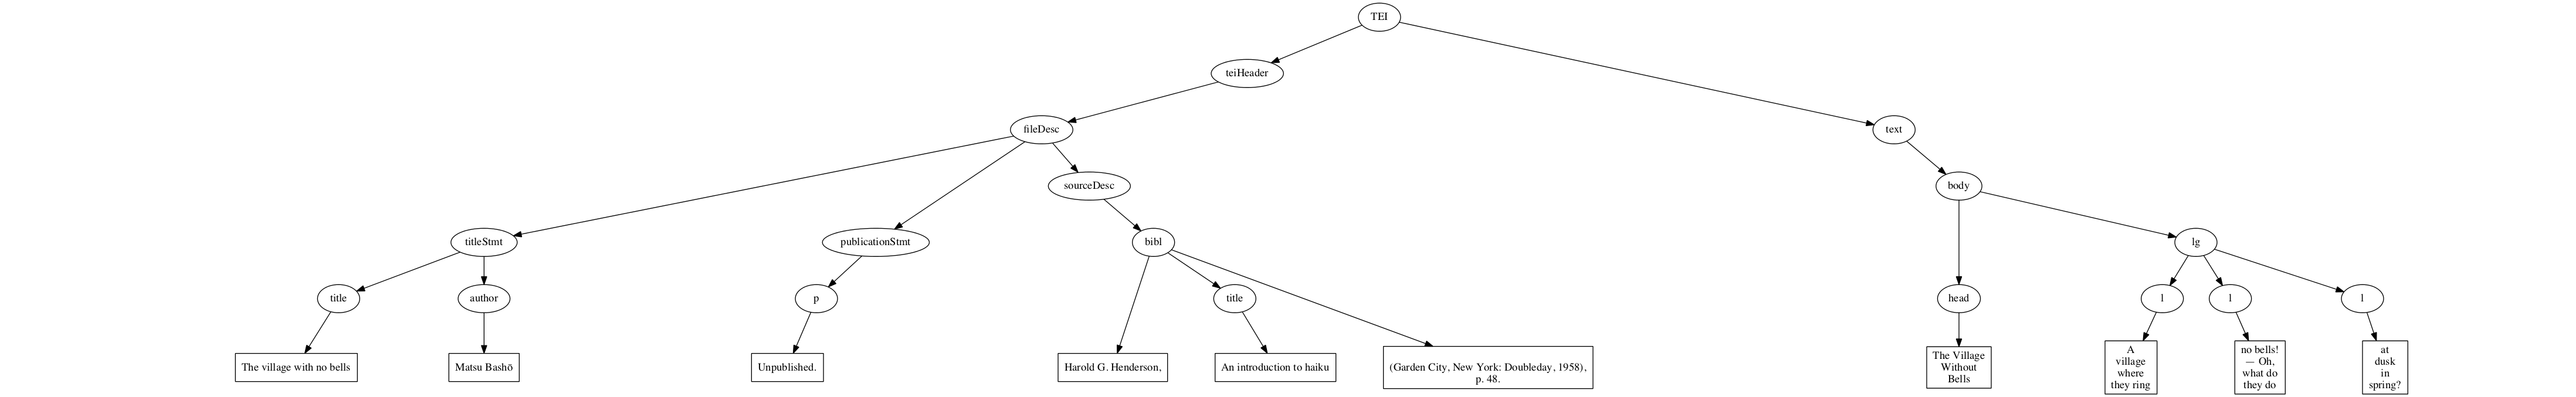 TEI
teiHeader
fileDesc
text
sourceDesc
body
titleStmt
publicationStmt
bibl
lg
title
author
p
title
head
l
l
l
The village with no bells
Matsu Bashō
Unpublished.
Harold G. Henderson,
An introduction to haiku
(Garden City, New York: Doubleday, 1958),
p. 48.
The Village
Without
Bells
A
village
where
they ring
no bells!
— Oh,
what do
they do
at
dusk
in
spring?